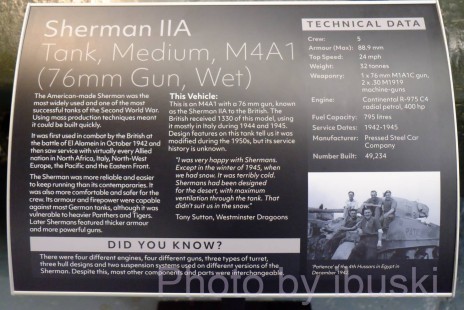 Sherman IIA
Tank, Medium, M4A1
(76mm Gun, Wet)
The American-made Sherman was the
most widely used and one of the most
successful tanks of the Second World War.
Using mass production techniques meant
it could be built quickly.
It was first used in combat by the British at
the battle of El Alamein in October 1942 and
then saw service with virtually every Allied
nation in North Africa, Italy, North-West
Europe, the Pacific and the Eastern Front.
The Sherman was more reliable and easier
to keep running than its contemporaries. It
was also more comfortable and safer for the
crew. Its armour and firepower were capable
against most German tanks, although it was
vulnerable to heavier Panthers and Tigers.
Later Shermans featured thicker armour
and more powerful guns.
This Vehicle:
This is an M4A1 with a 76 mm gun, known
as the Sherman IIA to the British. The
British received 1330 of this model, using
it mostly in Italy during 1944 and 1945.
Design features on this tank tell us it was
modified during the 1950s, but its service
history is unknown.
"I was very happy with Shermans.
Except in the winter of 1945, when
we had snow. It was terribly cold.
Shermans had been designed
for the desert, with maximum
ventilation through the tank. That
didn't suit us in the snow."
Tony Sutton, Westminster Dragoons
DID YOU KNOW?
There were four different engines, four different guns, three types of turret,
three hull designs and two suspension systems used on different versions of the
Sherman. Despite this, most other components and parts were interchangeable.
TECHNICAL DATA
Crew: 5
Armour (Max): 88.9 mm
Top Speed: 24 mph
Weight: 32 tonnes
Weaponry: 1 x 76 mm M1A1C gun,
2 x .30 M1919
machine-guns
Engine: Continental R-975 C4
radial petrol, 400 hp
Fuel Capacity: 795 litres
Service Dates: 1942-1945
Manufacturer: Pressed Steel Car
Company
Number Built: 49,234
'Patience' of the 4th Hussars in Egypt in
December 1943
Photo by Ibuski